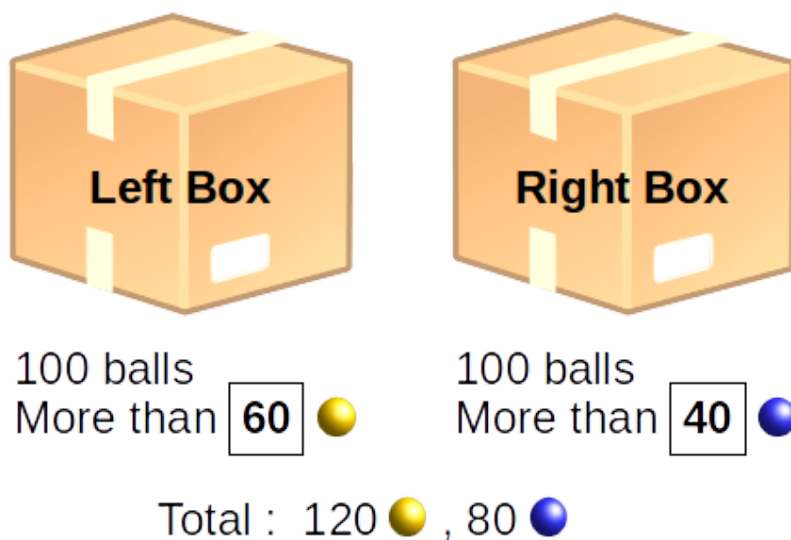 Left Box
Right Box
100 balls
More than 60
100 balls
More than 40
Total : 120 , 80